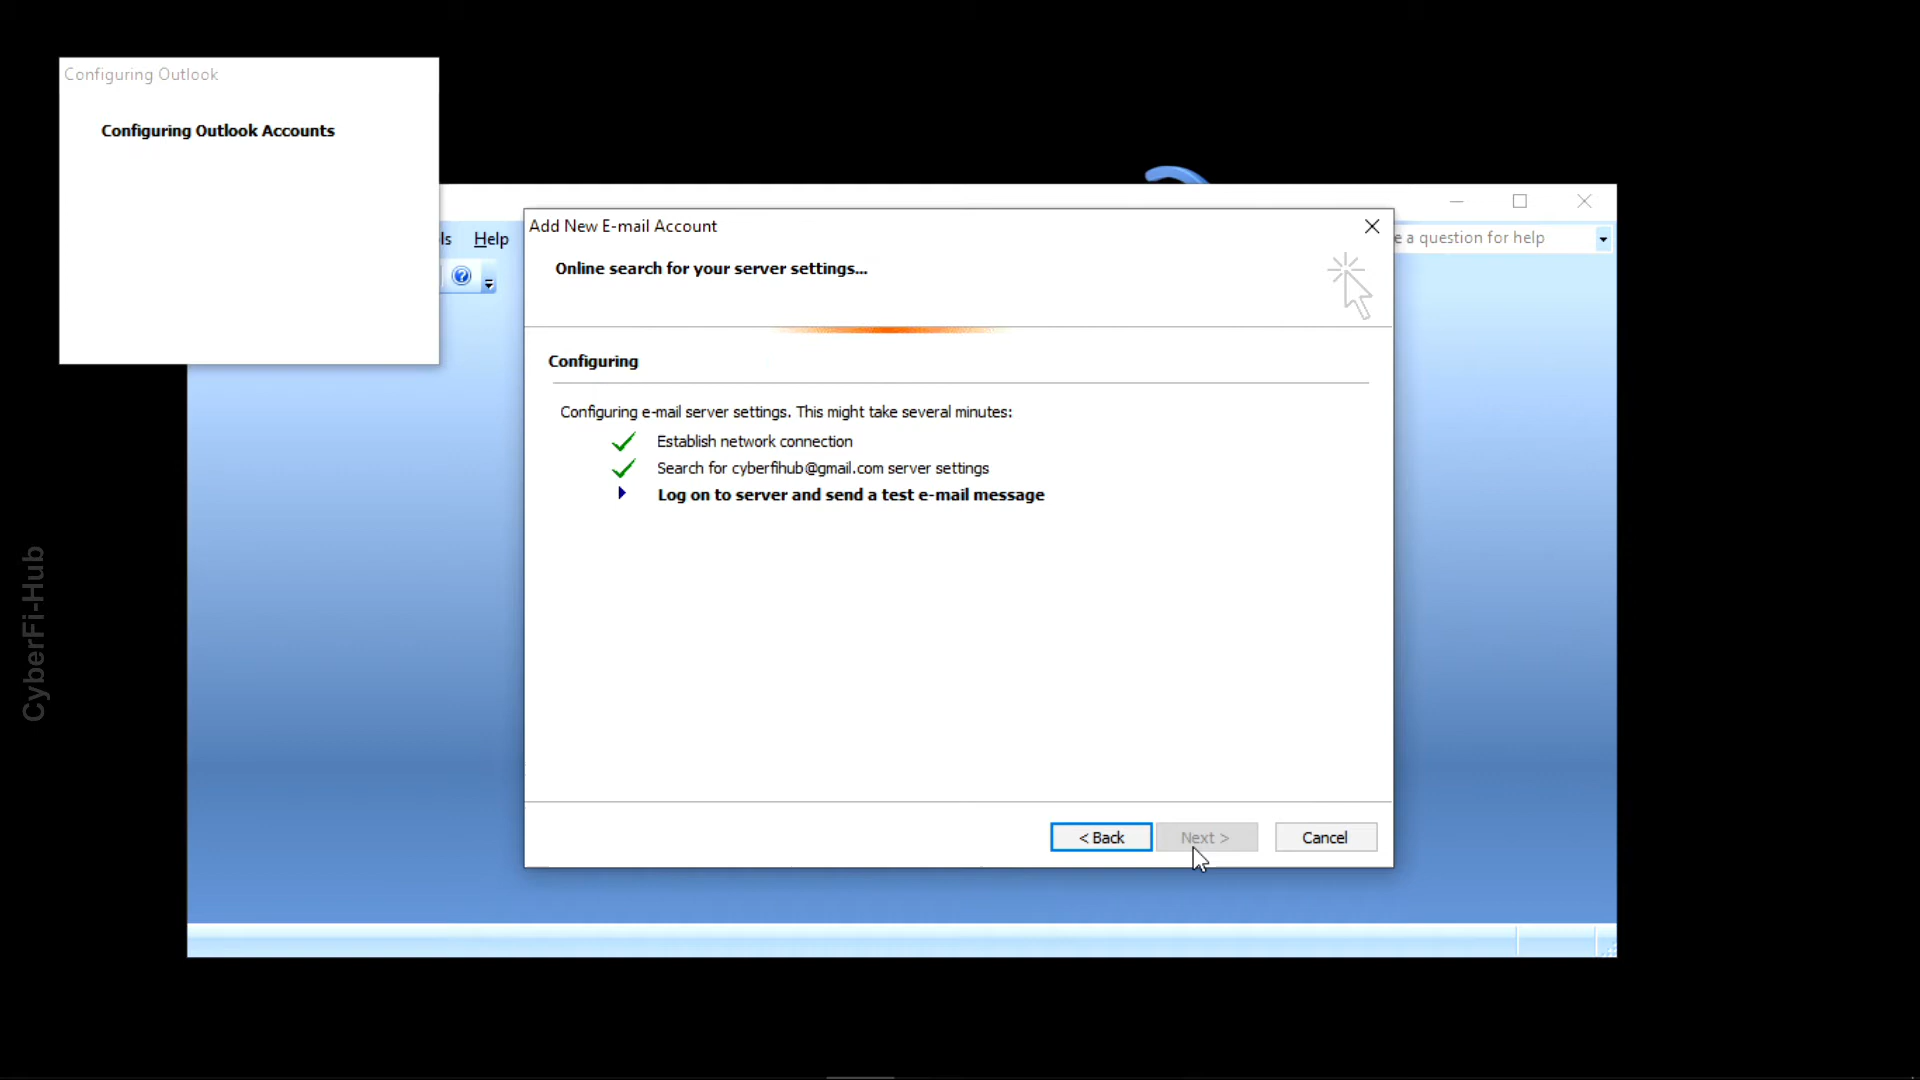 Configuring Outlook
Configuring Outlook Accounts
ls Help
e a question for help
Add New E-mail Account
Online search for your server settings...
Configuring
Configuring e-mail server settings. This might take several minutes:
Establish network connection
Search for cyberfihub@gmail.com server settings
Log on to server and send a test e-mail message
< Back
Next >
Cancel
CyberFi-Hub